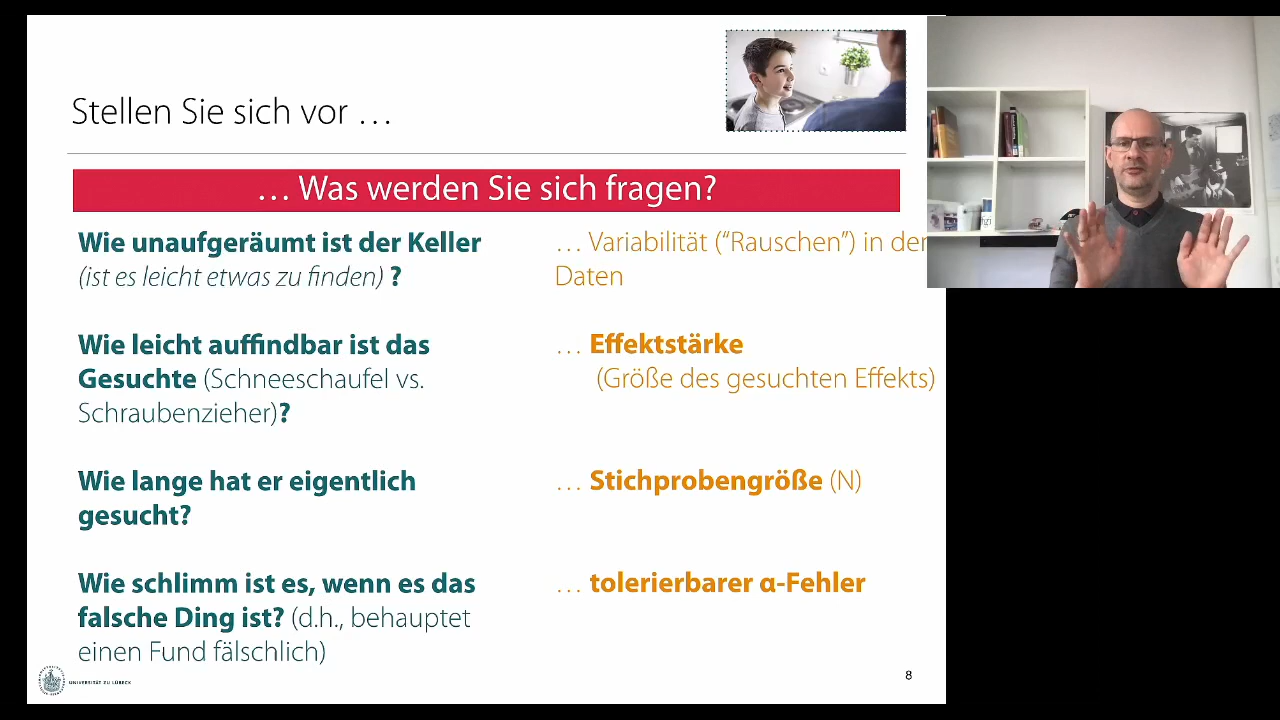 Stellen Sie sich vor …
… Was werden Sie sich fragen?
Wie unaufgeräumt ist der Keller
(ist es leicht etwas zu finden) ?
… Variabilität (“Rauschen”) in der
Daten
Wie leicht auffindbar ist das
Gesuchte (Schneeschaufel vs.
Schraubenzieher)?
… Effektstärke
(Größe des gesuchten Effekts)
Wie lange hat er eigentlich
gesucht?
… Stichprobengröße (N)
Wie schlimm ist es, wenn es das
falsche Ding ist? (d.h., behauptet
einen Fund fälschlich)
… tolerierbarer α-Fehler
UNIVERSITÄT ZU LÜBECK
8